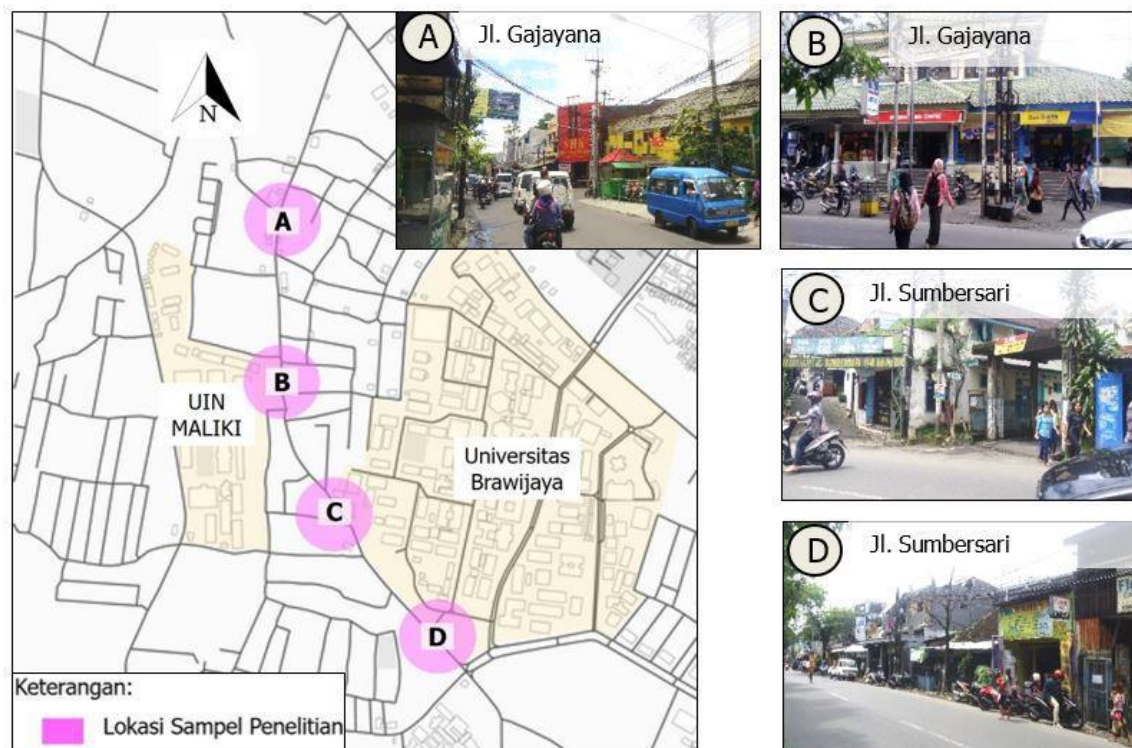 A
Jl. Gajayana
B
Jl. Gajayana
N
A
B
UIN
MALIKI
Universitas
Brawijaya
C
D
C
Jl. Sumbersari
D
Jl. Sumbersari
Keterangan:
Lokasi Sampel Penelitian